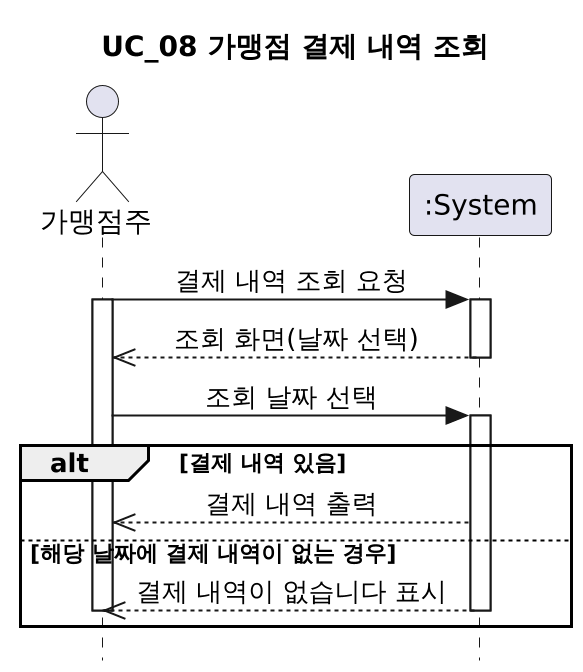 UC_08 가맹점 결제 내역 조회
가맹점주
:System
결제 내역 조회 요청
조회 화면(날짜 선택)
조회 날짜 선택
alt
[결제 내역 있음]
결제 내역 출력
[해당 날짜에 결제 내역이 없는 경우]
결제 내역이 없습니다 표시